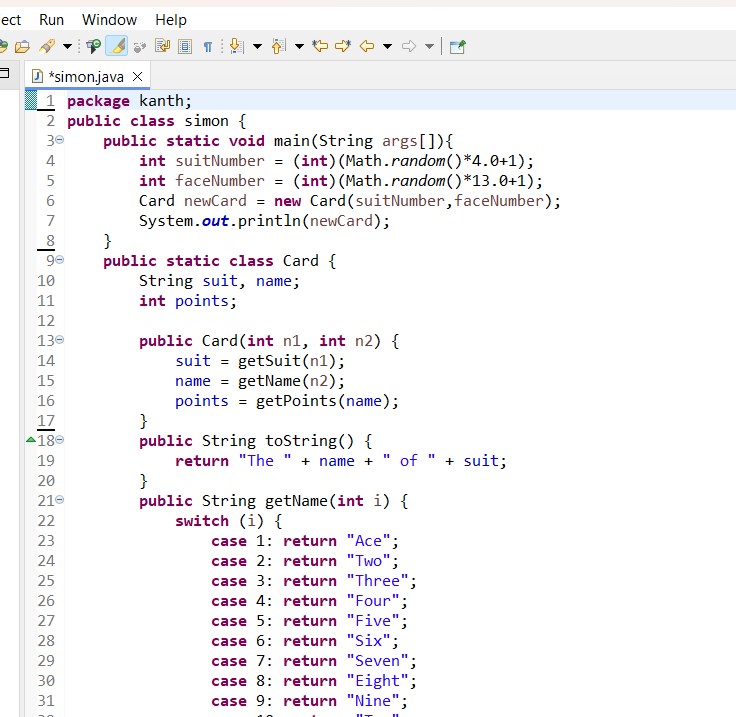 ect Run Window Help
*simon.java
1 package kanth;
2 public class simon {
3 public static void main(String args[]){
4 int suitNumber = (int)(Math.random()*4.0+1);
5 int faceNumber = (int)(Math.random()*13.0+1);
6 Card newCard = new Card(suitNumber,faceNumber);
7 System.out.println(newCard);
8 }
9 public static class Card {
10 String suit, name;
11 int points;
12
13 public Card(int n1, int n2) {
14 suit = getSuit(n1);
15 name = getName(n2);
16 points = getPoints(name);
17 }
18 public String toString() {
19 return "The " + name + " of " + suit;
20 }
21 public String getName(int i) {
22 switch (i) {
23 case 1: return "Ace";
24 case 2: return "Two";
25 case 3: return "Three";
26 case 4: return "Four";
27 case 5: return "Five";
28 case 6: return "Six";
29 case 7: return "Seven";
30 case 8: return "Eight";
31 case 9: return "Nine";